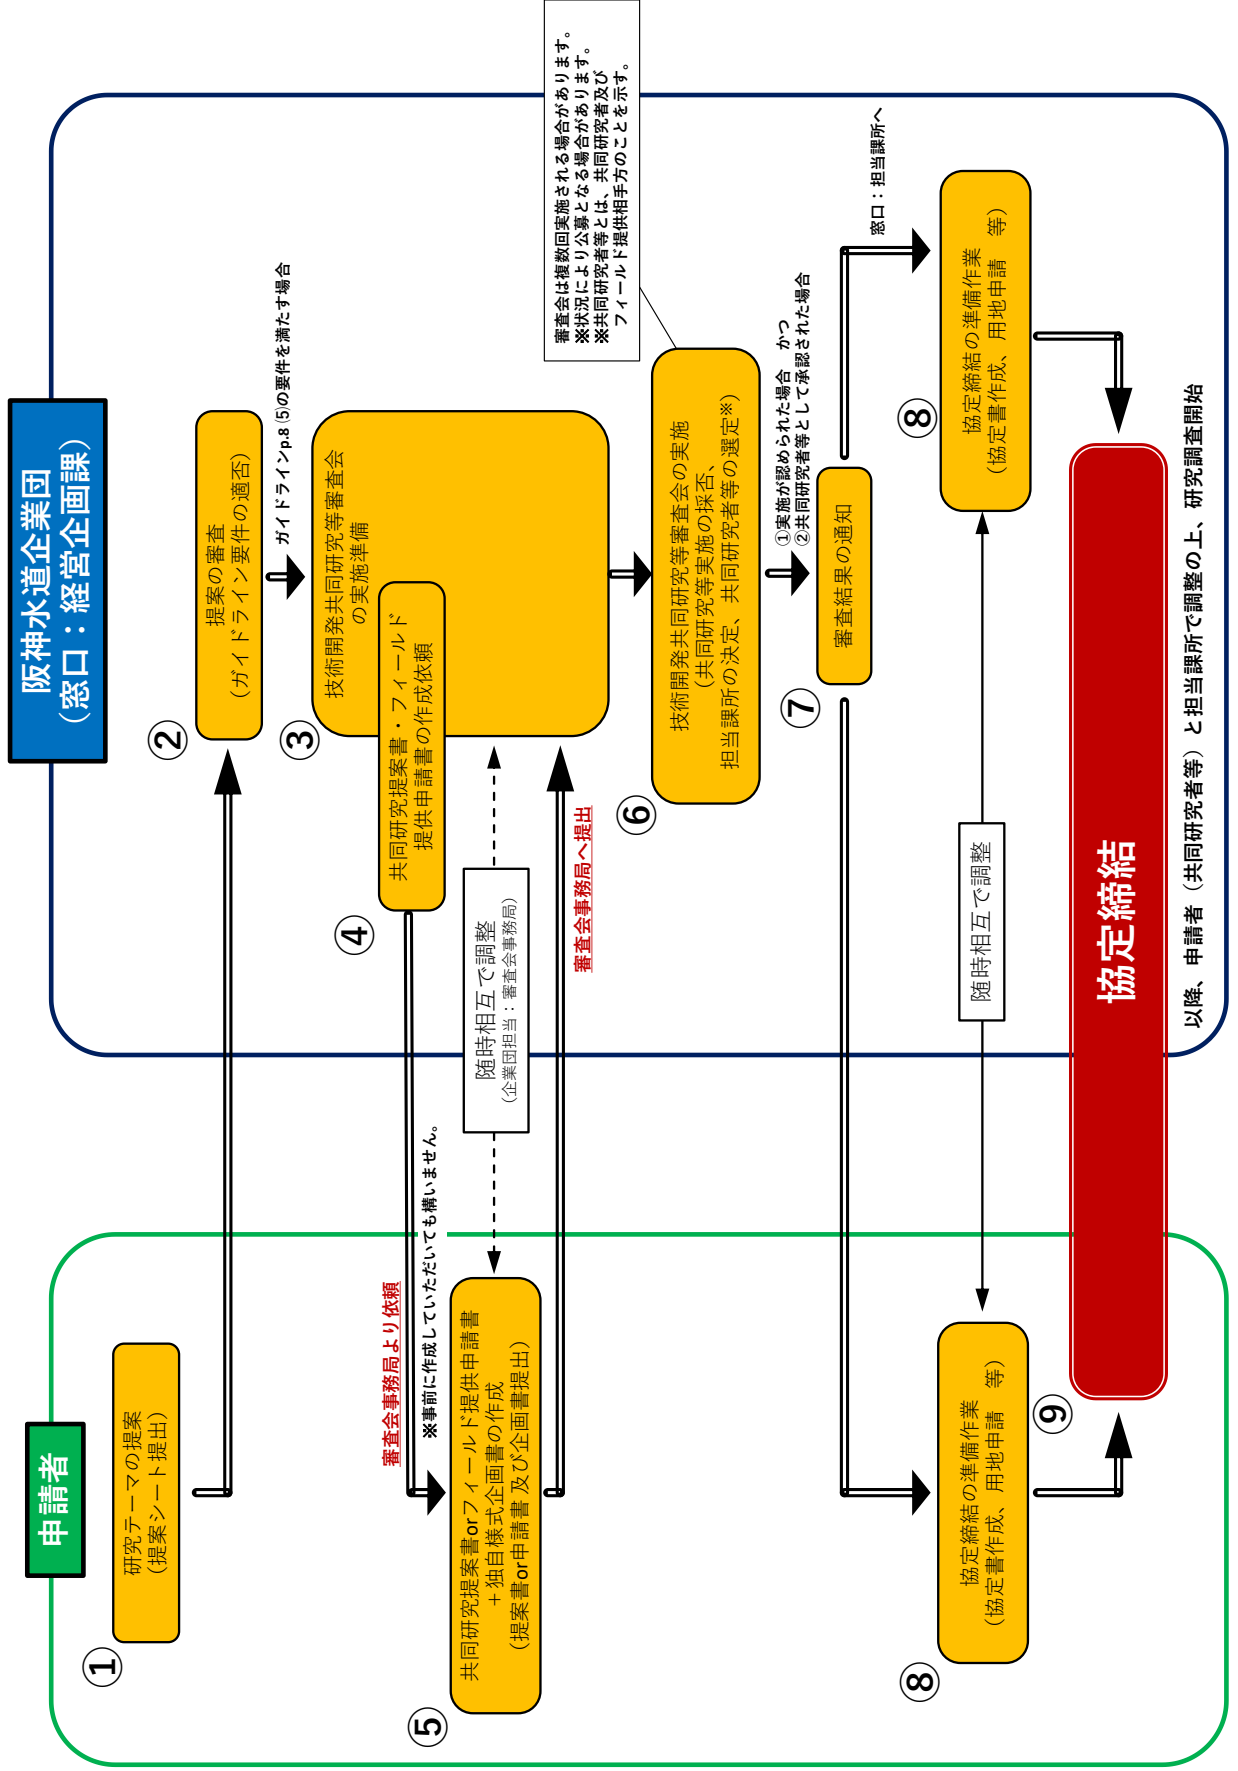 申請者
阪神水道企業団
（窓口：経営企画課）
①
研究テーマの提案
（提案シート提出）
②
提案の審査
（ガイドライン要件の適否）
ガイドラインp.8 (5)の要件を満たす場合
③
技術開発共同研究等審査会
の実施準備
④
共同研究提案書・フィールド
提供申請書の作成依頼
審査会事務局より依頼
※事前に作成していただいても構いません。
⑤
共同研究提案書orフィールド提供申請書
＋独自様式企画書の作成
（提案書or申請書 及び企画書提出）
随時相互で調整
（企業団担当：審査会事務局）
審査会事務局へ提出
⑥
技術開発共同研究等審査会の実施
（共同研究等実施の採否、
担当課所の決定、共同研究者等の選定※）
審査会は複数回実施される場合があります。
※状況により公募となる場合があります。
※共同研究者等とは、共同研究者及び
フィールド提供相手方のことを示す。
①実施が認められた場合　かつ
②共同研究者等として承認された場合
⑦
審査結果の通知
窓口：担当課所へ
⑧
協定締結の準備作業
（協定書作成、用地申請　等）
随時相互で調整
⑧
協定締結の準備作業
（協定書作成、用地申請　等）
⑨
協定締結
以降、申請者（共同研究者等）と担当課所で調整の上、研究調査開始